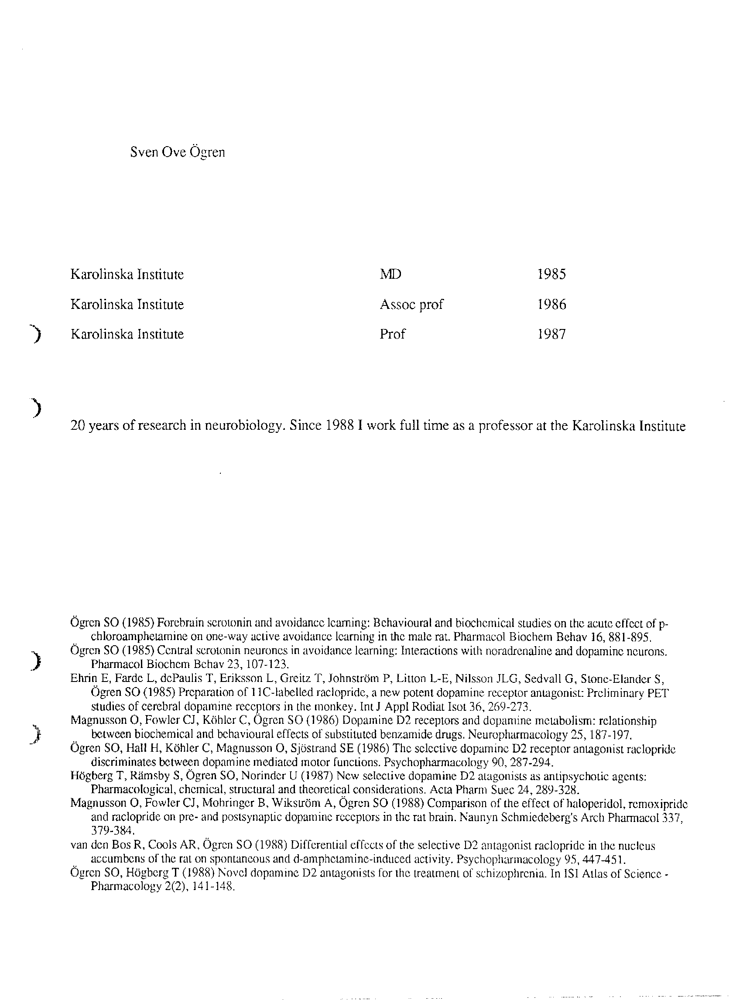 Sven Ove Ögren
Karolinska Institute MD 1985
Karolinska Institute Assoc prof 1986
Karolinska Institute Prof 1987
20 years of research in neurobiology. Since 1988 I work full time as a professor at the Karolinska Institute
Ögren SO (1985) Forebrain serotonin and avoidance learning: Behavioural and biochemical studies on the acute effect of p-
chloroamphetamine on one-way active avoidance learning in the male rat. Pharmacol Biochem Behav 16, 881-895.
Ögren SO (1985) Central serotonin neurones in avoidance learning: Interactions with noradrenaline and dopamine neurons.
Pharmacol Biochem Behav 23, 107-123.
Ehrin E, Farde L, dePaulis T, Eriksson L, Greitz T, Johnström P, Litton L-E, Nilsson JLG, Sedvall G, Stone-Elander S,
Ögren SO (1985) Preparation of 11C-labelled raclopride, a new potent dopamine receptor antagonist: Preliminary PET
studies of cerebral dopamine receptors in the monkey. Int J Appl Rodiat Isot 36, 269-273.
Magnusson O, Fowler CJ, Köhler C, Ögren SO (1986) Dopamine D2 receptors and dopamine metabolism: relationship
between biochemical and behavioural effects of substituted benzamide drugs. Neuropharmacology 25, 187-197.
Ögren SO, Hall H, Köhler C, Magnusson O, Sjöstrand SE (1986) The selective dopamine D2 receptor antagonist raclopride
discriminates between dopamine mediated motor functions. Psychopharmacology 90, 287-294.
Högberg T, Rämsby S, Ögren SO, Norinder U (1987) New selective dopamine D2 atagonists as antipsychotic agents:
Pharmacological, chemical, structural and theoretical considerations. Acta Pharm Suec 24, 289-328.
Magnusson O, Fowler CJ, Mohringer B, Wikström A, Ögren SO (1988) Comparison of the effect of haloperidol, remoxipride
and raclopride on pre- and postsynaptic dopamine receptors in the rat brain. Naunyn Schmiedeberg's Arch Pharmacol 337,
379-384.
van den Bos R, Cools AR, Ögren SO (1988) Differential effects of the selective D2 antagonist raclopride in the nucleus
accumbens of the rat on spontaneous and d-amphetamine-induced activity. Psychopharmacology 95, 447-451.
Ögren SO, Högberg T (1988) Novel dopamine D2 antagonists for the treatment of schizophrenia. In ISI Atlas of Science -
Pharmacology 2(2), 141-148.